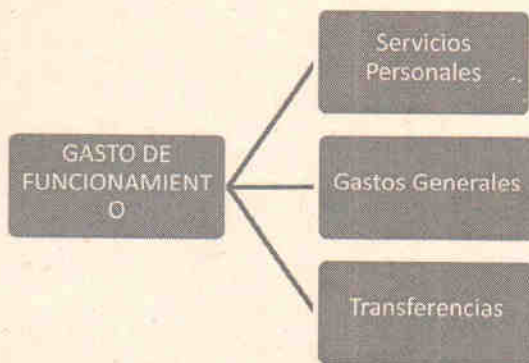 Servicios
Personales
GASTO DE
FUNCIONAMIENT
O
Gastos Generales
Transferencias